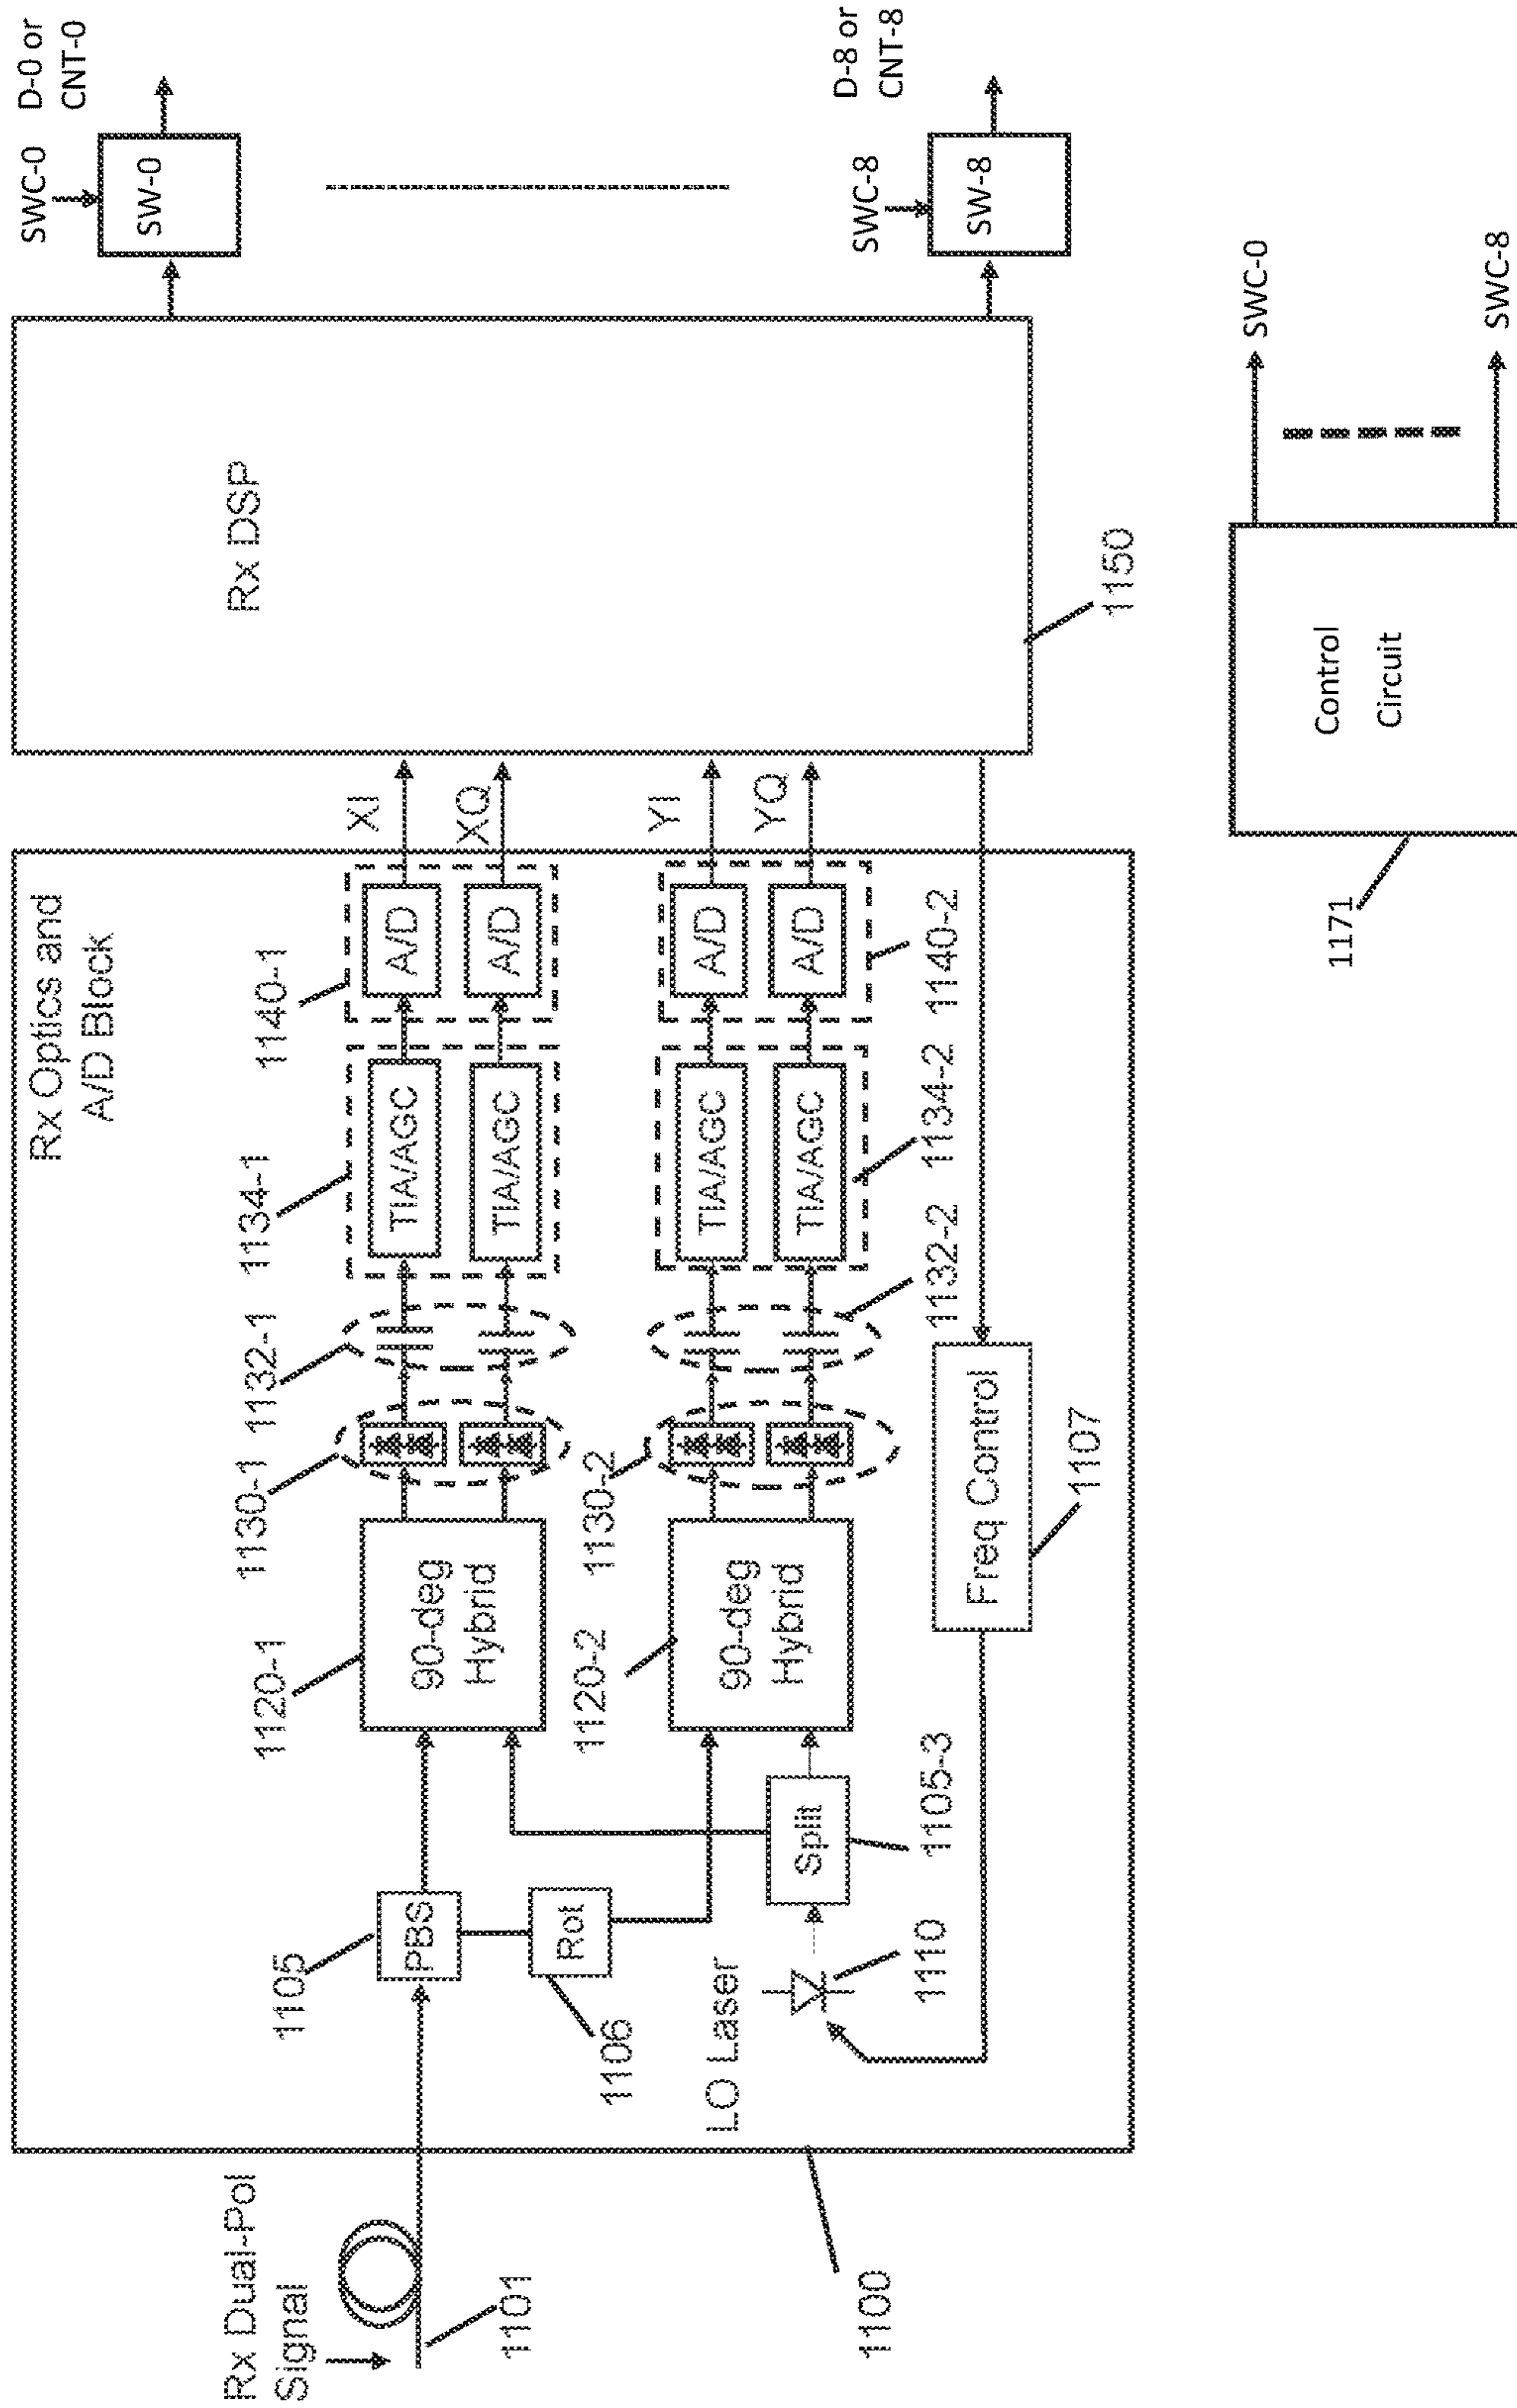 Rx Dual-Pol
Signal
1101
1100
Rx Optics and
A/D Block
1105
PBS
1106
Rot
LO Laser
1110
Split
1105-3
1120-1
90-deg
Hybrid
1120-2
90-deg
Hybrid
1130-1
1130-2
1132-1
1132-2
1134-1
TIA/AGC
TIA/AGC
TIA/AGC
TIA/AGC
1134-2
1140-1
A/D
A/D
A/D
A/D
1140-2
Freq Control
1107
XI
XQ
YI
YQ
Rx DSP
1150
SWC-0
SW-0
D-0 or
CNT-0
SWC-8
SW-8
D-8 or
CNT-8
1171
Control
Circuit
SWC-0
SWC-8